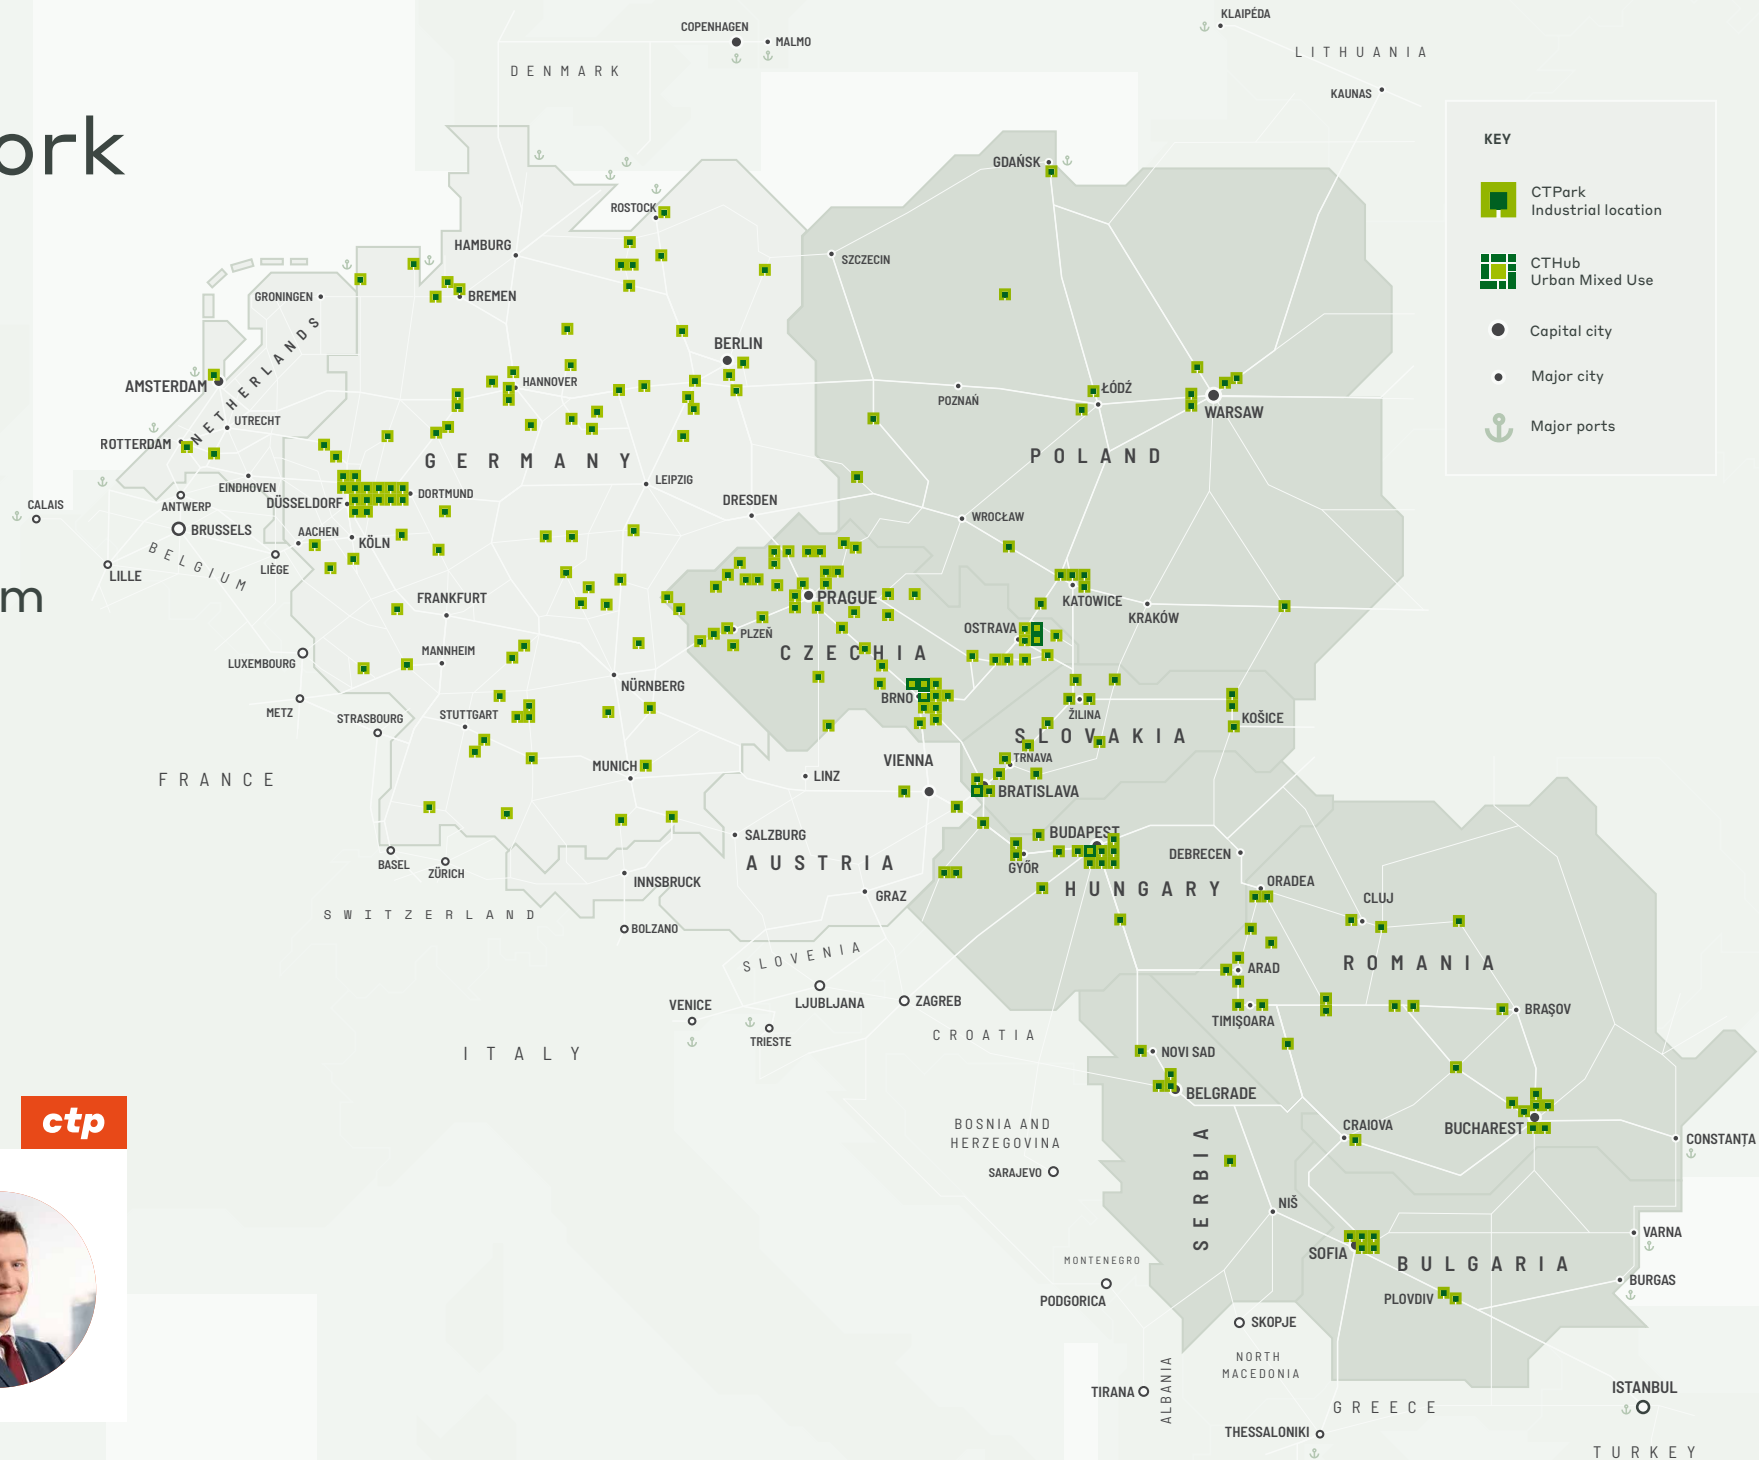 ork
m
ctp
KEY
CTPark
Industrial location
CTHub
Urban Mixed Use
Capital city
Major city
Major ports
KLAIPÉDA
LITHUANIA
KAUNAS
COPENHAGEN
MALMO
DENMARK
GDAŃSK
ROSTOCK
HAMBURG
SZCZECIN
GRONINGEN
BREMEN
NETHERLANDS
BERLIN
AMSTERDAM
HANNOVER
POZNAŃ
ŁÓDŹ
WARSAW
UTRECHT
ROTTERDAM
GERMANY
POLAND
EINDHOVEN
LEIPZIG
DORTMUND
DÜSSELDORF
DRESDEN
CALAIS
ANTWERP
BRUSSELS
AACHEN
KÖLN
WROCŁAW
BELGIUM
LILLE
LIÈGE
FRANKFURT
PRAGUE
KATOWICE
KRAKÓW
PLZEŇ
OSTRAVA
CZECHIA
LUXEMBOURG
MANNHEIM
NÜRNBERG
BRNO
METZ
STRASBOURG
STUTTGART
ŽILINA
KOŠICE
SLOVAKIA
FRANCE
MUNICH
LINZ
VIENNA
TRNAVA
BRATISLAVA
SALZBURG
BUDAPEST
AUSTRIA
GYŐR
DEBRECEN
BASEL
ZÜRICH
INNSBRUCK
GRAZ
HUNGARY
ORADEA
CLUJ
SWITZERLAND
BOLZANO
SLOVENIA
ARAD
ROMANIA
VENICE
LJUBLJANA
ZAGREB
TIMIŞOARA
BRAŞOV
TRIESTE
CROATIA
ITALY
NOVI SAD
BELGRADE
BOSNIA AND
HERZEGOVINA
CRAIOVA
BUCHAREST
CONSTANȚA
SARAJEVO
SERBIA
NIŠ
VARNA
MONTENEGRO
SOFIA
BULGARIA
PODGORICA
PLOVDIV
BURGAS
SKOPJE
NORTH
MACEDONIA
TIRANA
ALBANIA
ISTANBUL
GREECE
THESSALONIKI
TURKEY